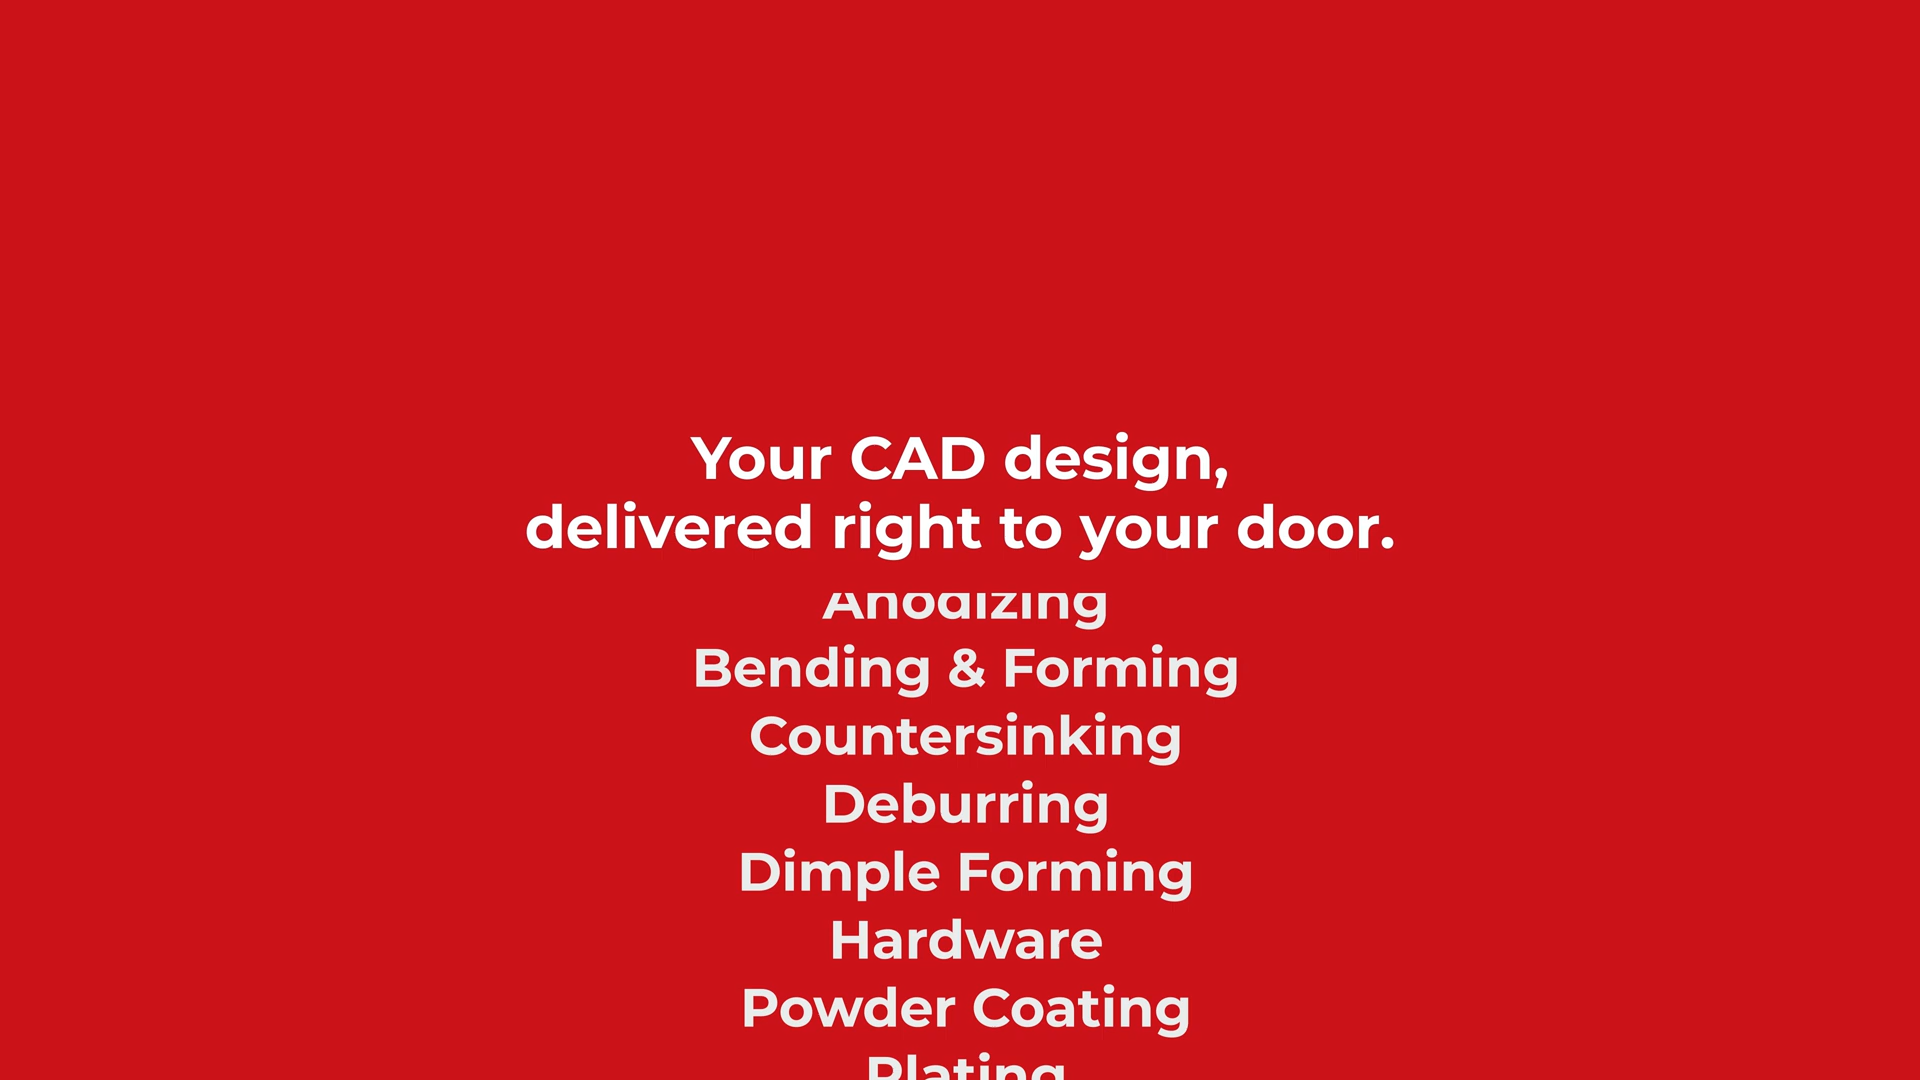 Your CAD design,
delivered right to your door.
Anodizing
Bending & Forming
Countersinking
Deburring
Dimple Forming
Hardware
Powder Coating
Plating